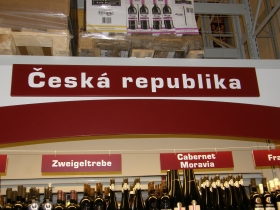 Česká republika
Zweigeltrebe
Cabernet
Moravia
Fra